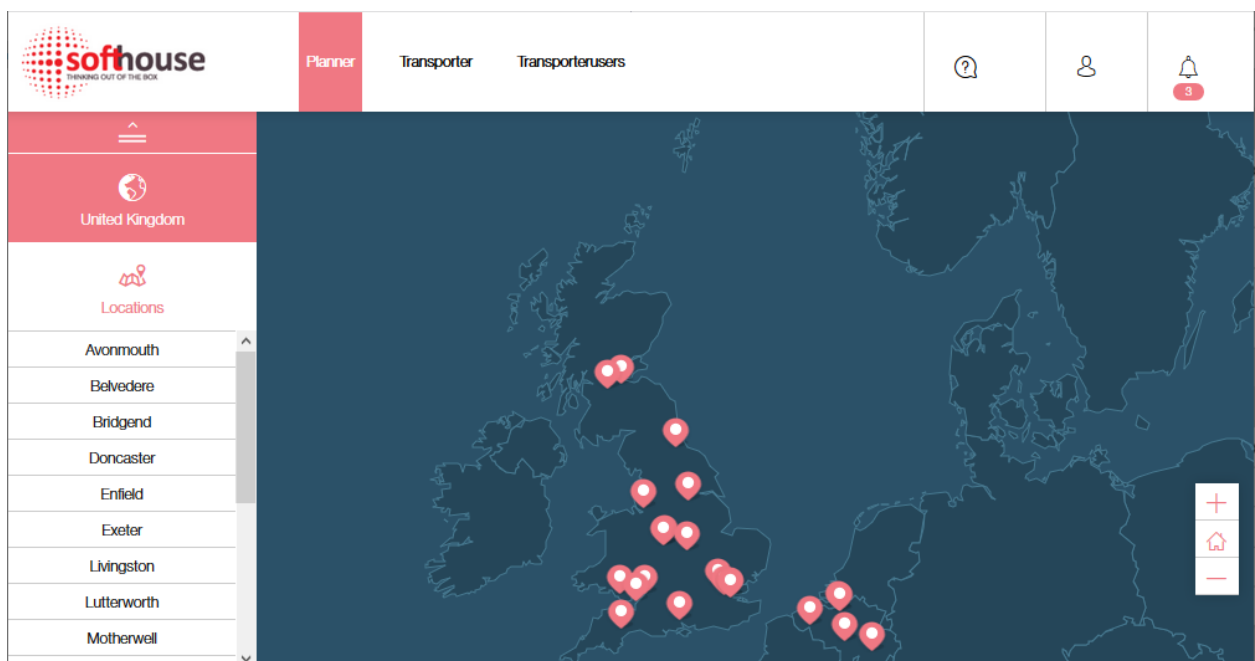 softhouse
THINKING OUT OF THE BOX
Planner
Transporter
Transporterusers
3
United Kingdom
Locations
Avonmouth
Belvedere
Bridgend
Doncaster
Enfield
Exeter
Livingston
Lutterworth
Motherwell